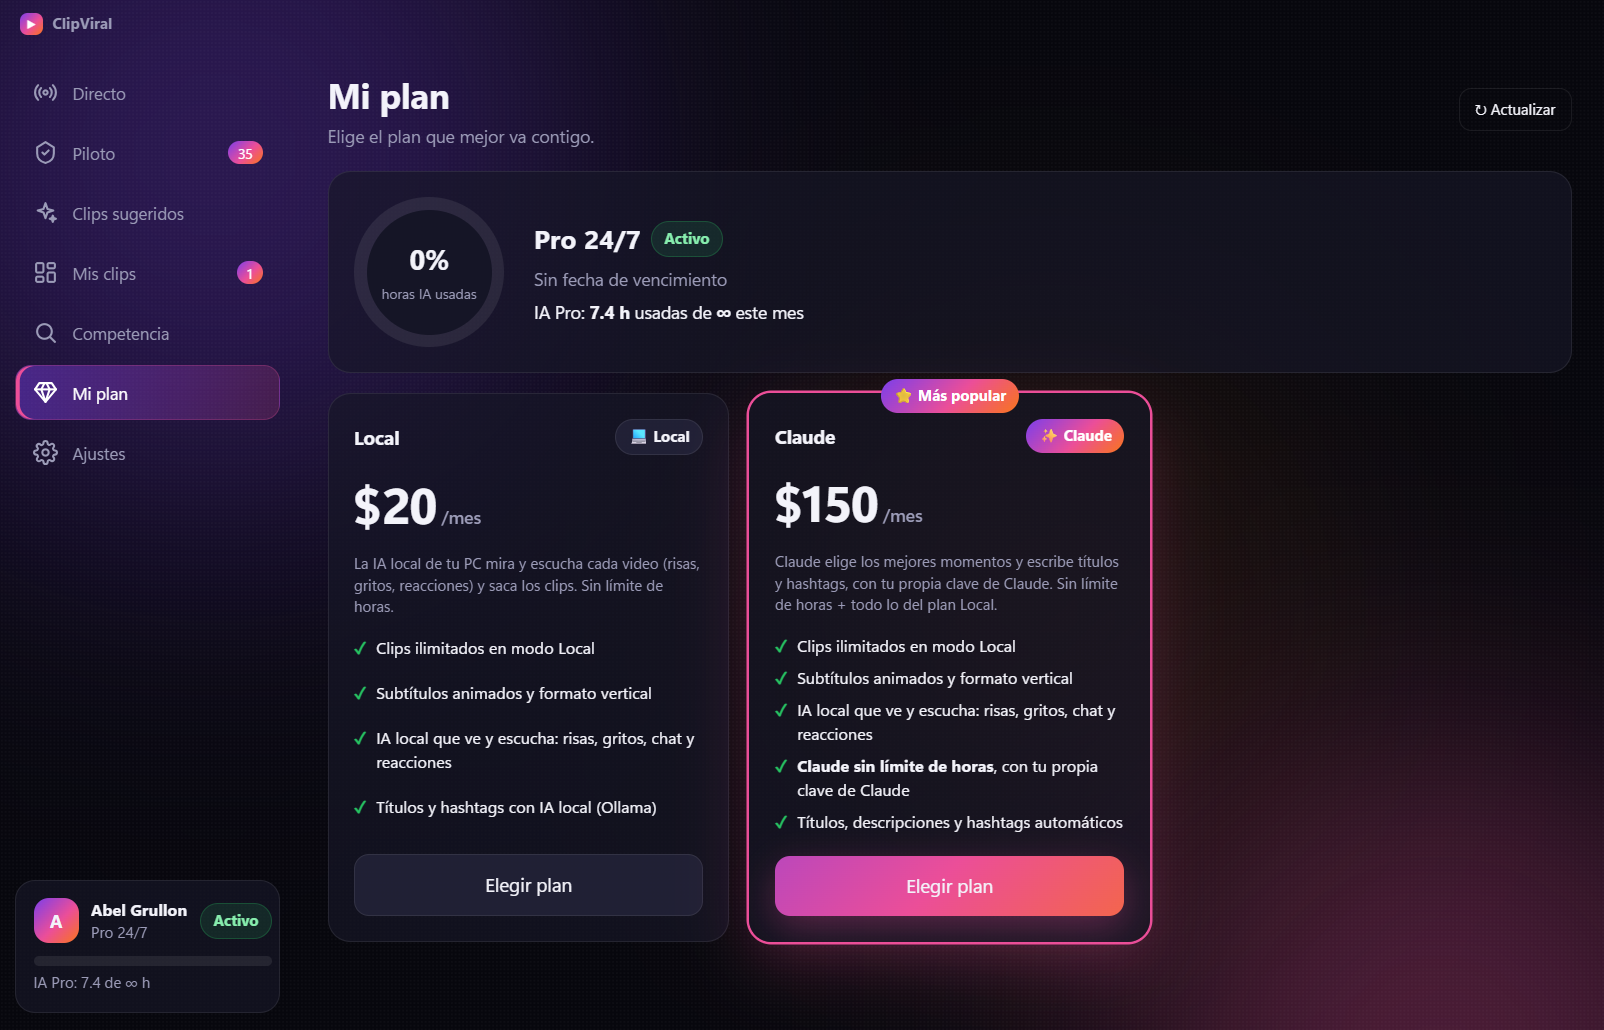 ClipViral
Directo
Piloto
35
Clips sugeridos
Mis clips
1
Competencia
Mi plan
Ajustes
Abel Grullon
Pro 24/7
Activo
IA Pro: 7.4 de ∞ h
Mi plan
Elige el plan que mejor va contigo.
↻ Actualizar
0%
horas IA usadas
Pro 24/7
Activo
Sin fecha de vencimiento
IA Pro: 7.4 h usadas de ∞ este mes
Local
💻 Local
$20 /mes
La IA local de tu PC mira y escucha cada video (risas,
gritos, reacciones) y saca los clips. Sin límite de
horas.
✓ Clips ilimitados en modo Local
✓ Subtítulos animados y formato vertical
✓ IA local que ve y escucha: risas, gritos, chat y
reacciones
✓ Títulos y hashtags con IA local (Ollama)
Elegir plan
⭐ Más popular
Claude
✨ Claude
$150 /mes
Claude elige los mejores momentos y escribe títulos
y hashtags, con tu propia clave de Claude. Sin límite
de horas + todo lo del plan Local.
✓ Clips ilimitados en modo Local
✓ Subtítulos animados y formato vertical
✓ IA local que ve y escucha: risas, gritos, chat y
reacciones
✓ Claude sin límite de horas, con tu propia
clave de Claude
✓ Títulos, descripciones y hashtags automáticos
Elegir plan
A